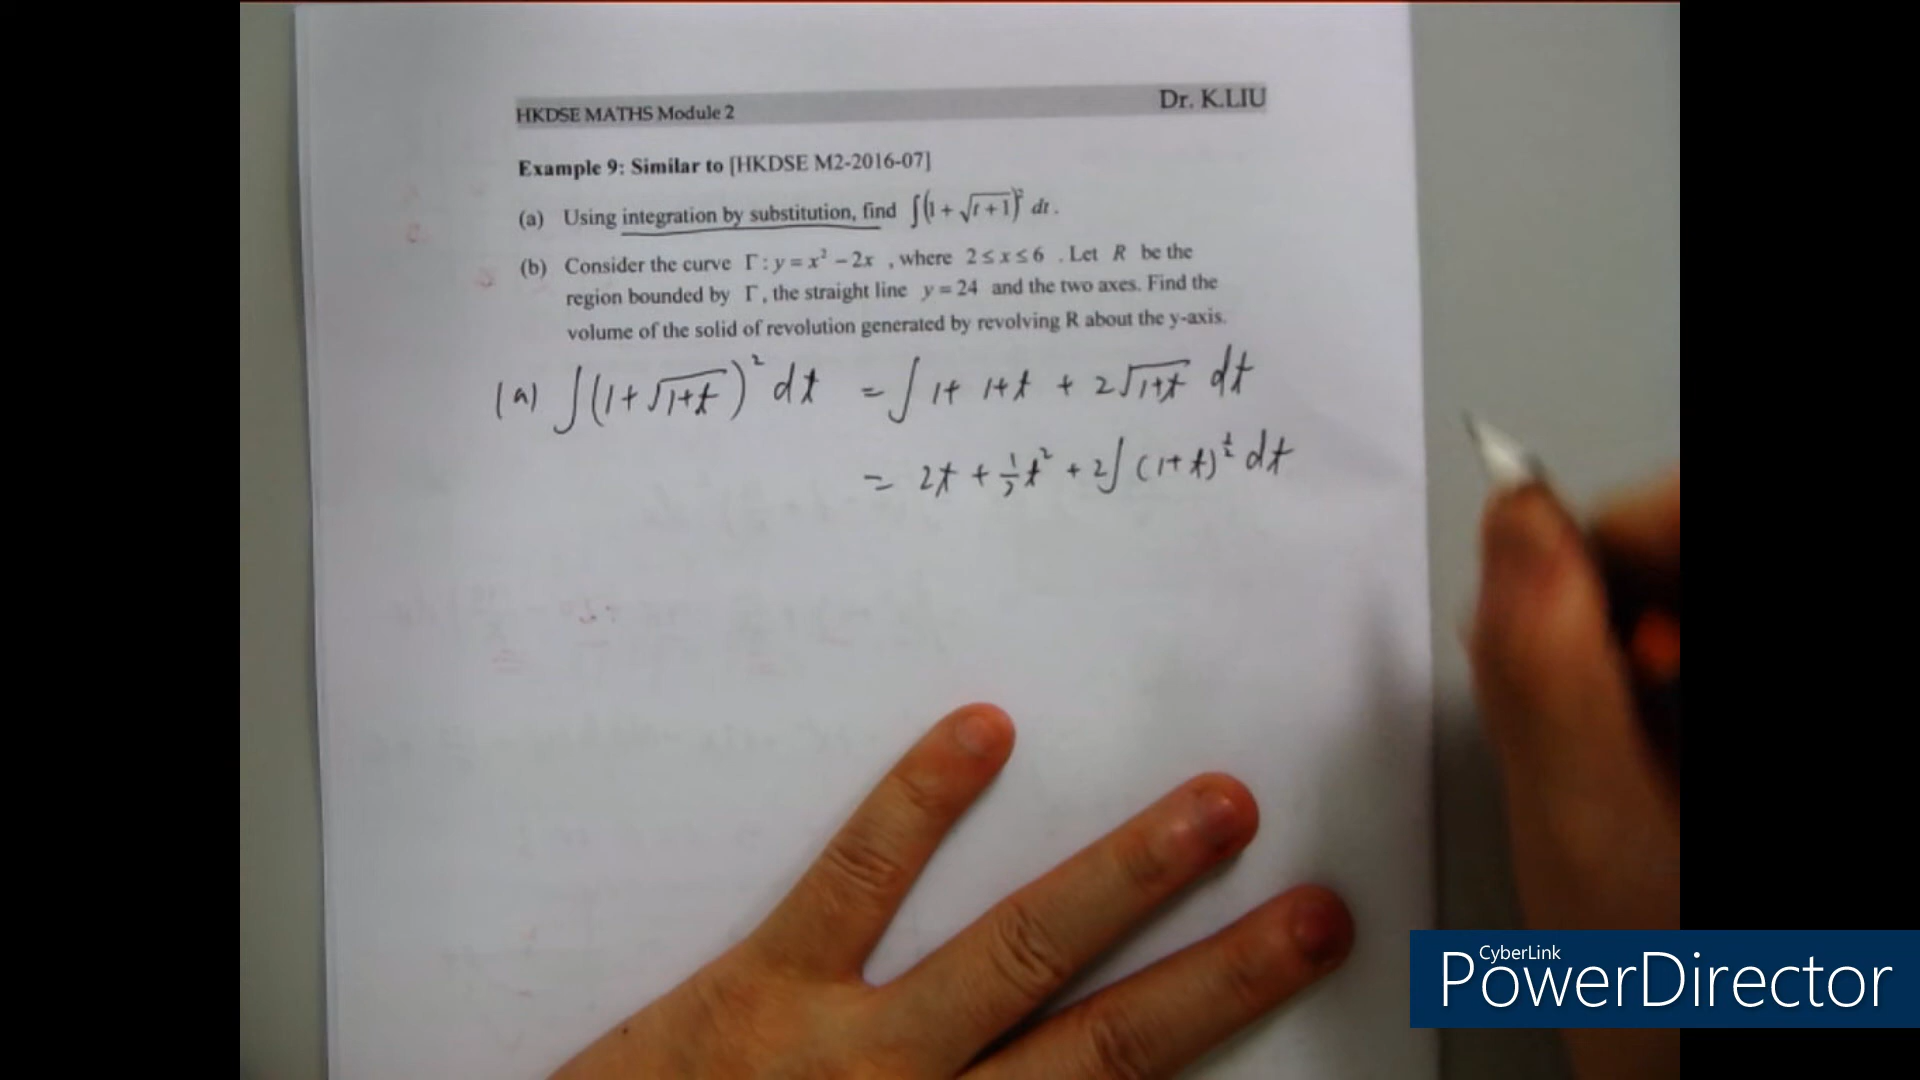 HKDSE MATHS Module 2 Dr. K.LIU
Example 9: Similar to [HKDSE M2-2016-07]
(a) Using integration by substitution, find ∫(1+√(t+1))² dt.
(b) Consider the curve Γ: y = x² − 2x , where 2 ≤ x ≤ 6 . Let R be the
region bounded by Γ, the straight line y = 24 and the two axes. Find the
volume of the solid of revolution generated by revolving R about the y-axis.
(a) ∫(1+√(1+t))² dt = ∫ 1+ 1+t + 2√(1+t) dt
= 2t + ½t² + 2∫(1+t)^½ dt
CyberLink
PowerDirector